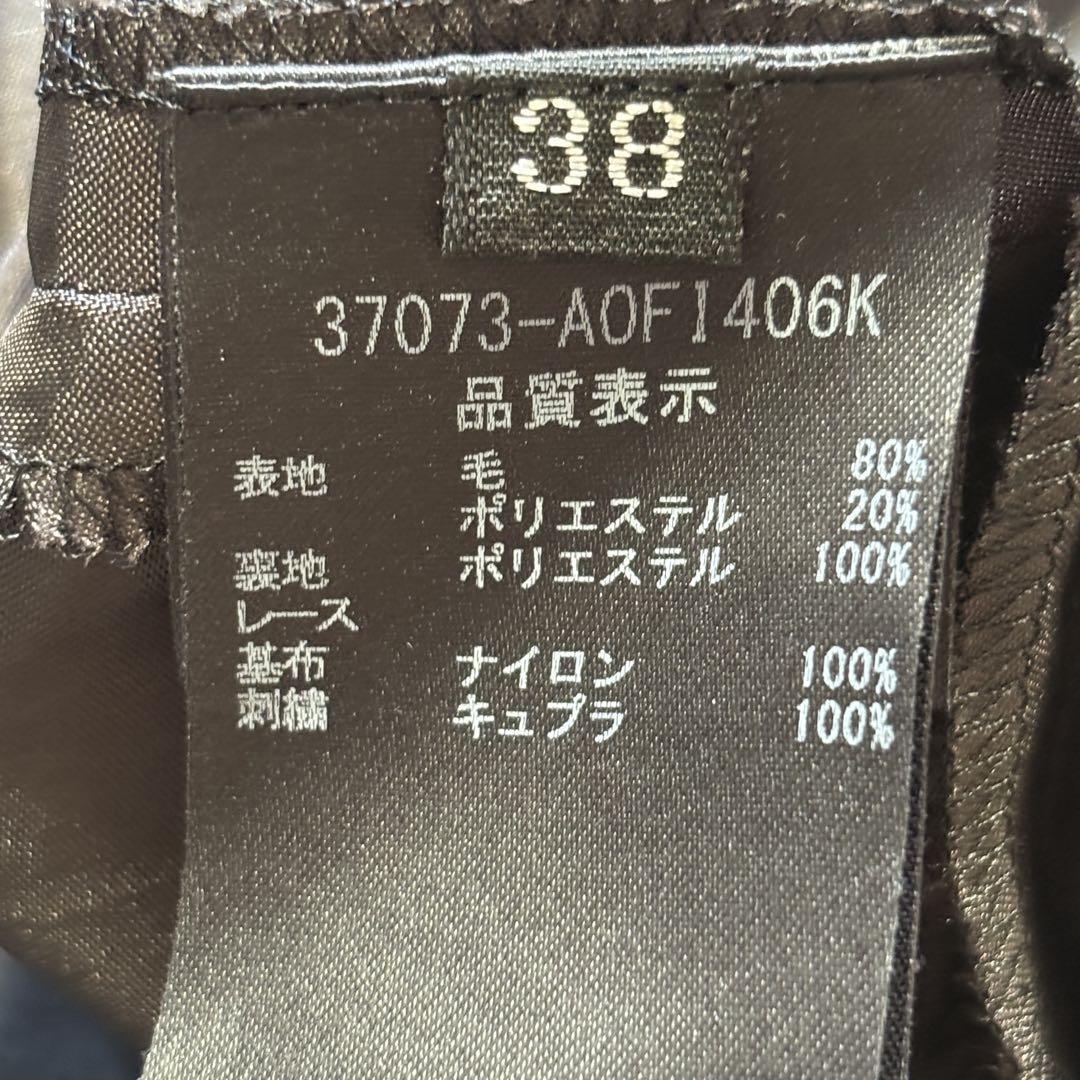 38
37073-A0FI406K
品質表示
表地 毛 80%
ポリエステル 20%
裏地 ポリエステル 100%
レース
基布 ナイロン 100%
刺繍 キュプラ 100%